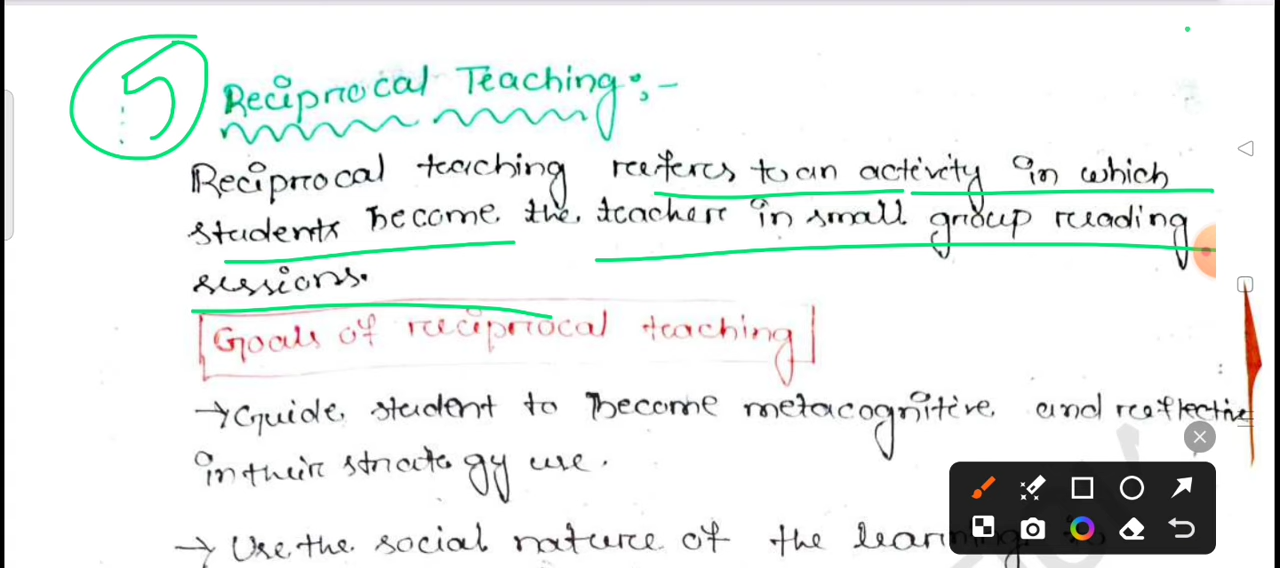 5
Reciprocal Teaching:-
Reciprocal teaching refers to an activity in which
students become the teacher in small group reading
sessions.
Goals of reciprocal teaching
→ Guide student to become metacognitive and reflective
in their strategy use.
→ Use the social nature of the learning to